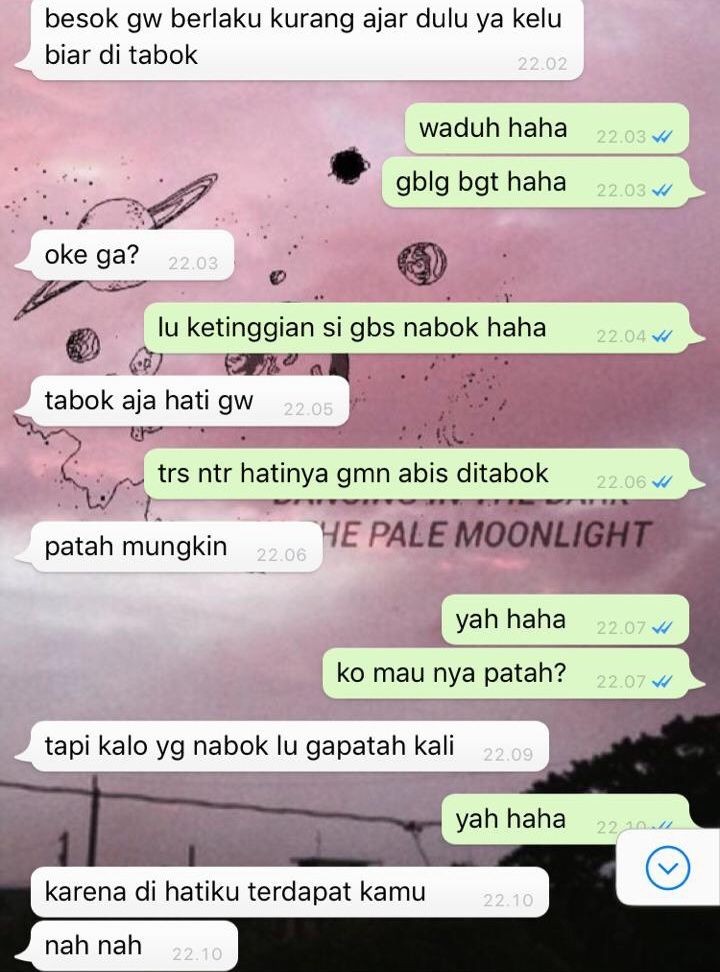 besok gw berlaku kurang ajar dulu ya kelu
biar di tabok
22.02
waduh haha 22.03
gblg bgt haha 22.03
oke ga? 22.03
lu ketinggian si gbs nabok haha 22.04
tabok aja hati gw 22.05
trs ntr hatinya gmn abis ditabok 22.06
patah mungkin 22.06
HE PALE MOONLIGHT
yah haha 22.07
ko mau nya patah? 22.07
tapi kalo yg nabok lu gapatah kali 22.09
yah haha 22.10
karena di hatiku terdapat kamu 22.10
nah nah 22.10